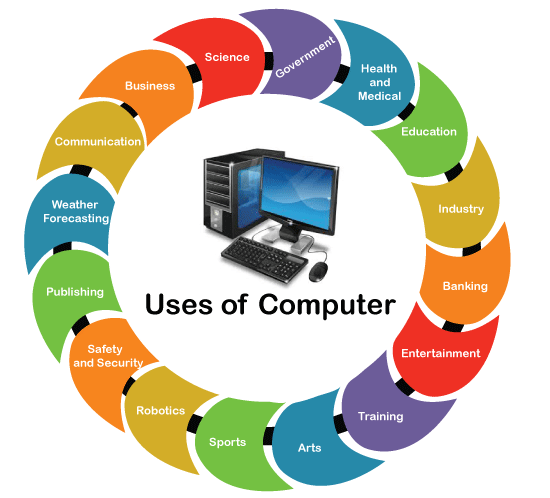 Science
Government
Health
and
Medical
Education
Industry
Banking
Entertainment
Training
Arts
Sports
Robotics
Safety
and Security
Publishing
Weather
Forecasting
Communication
Business
Uses of Computer